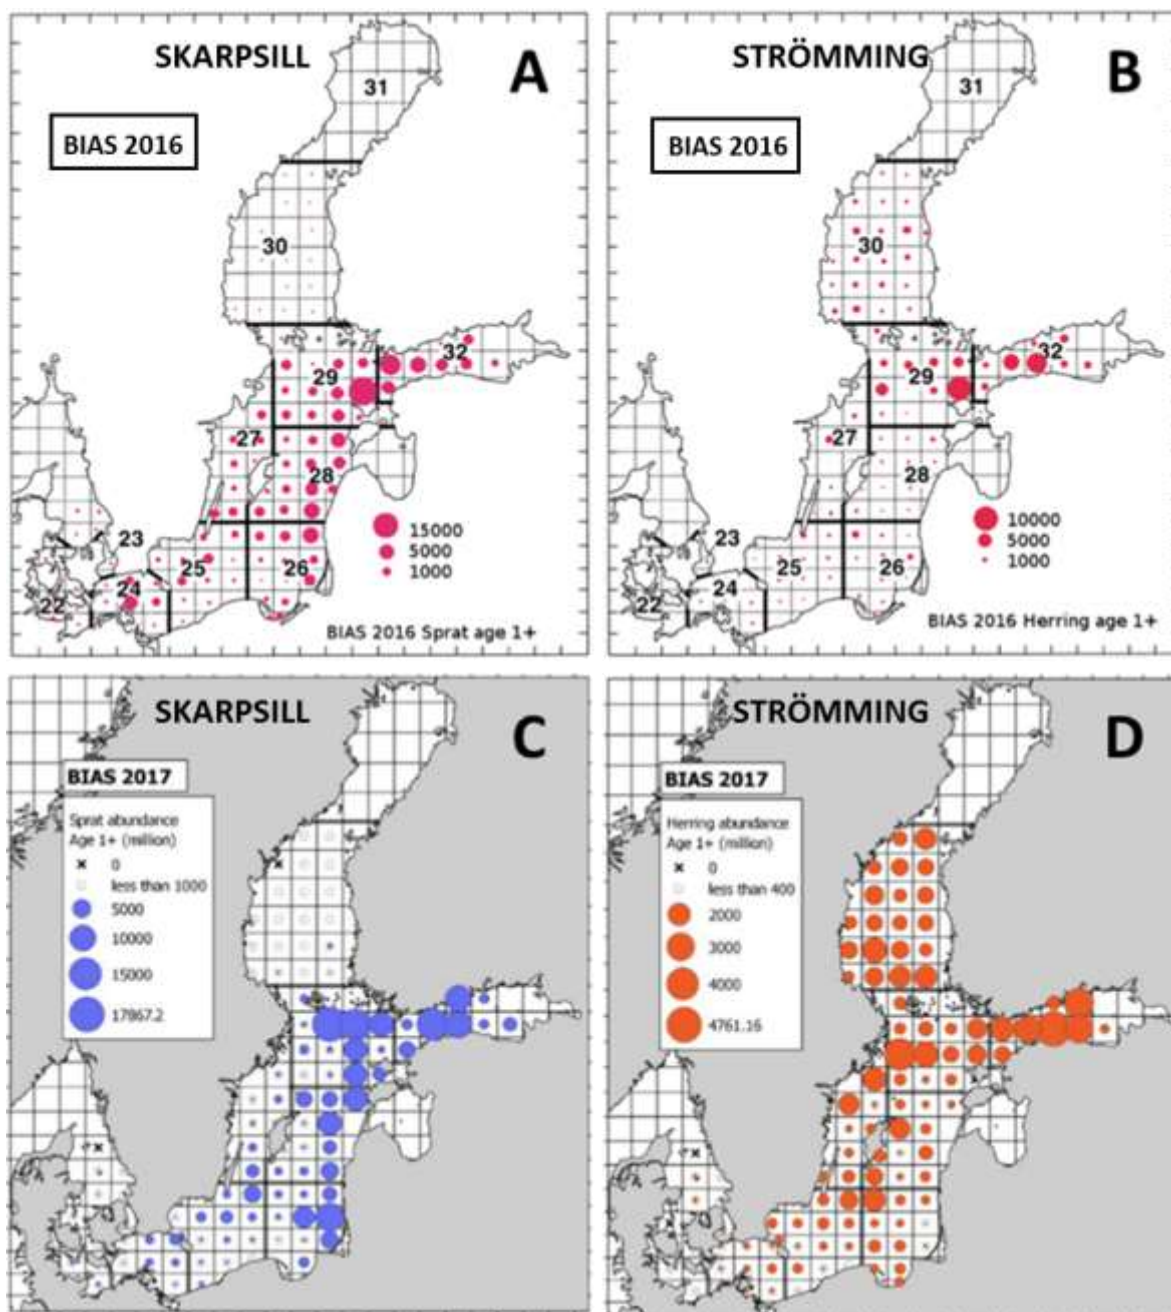 SKARPSILL
A
BIAS 2016
31
30
32
29
27
28
23
15000
5000
1000
25
26
24
22
BIAS 2016 Sprat age 1+
STRÖMMING
B
BIAS 2016
31
30
32
29
27
28
23
10000
5000
1000
25
26
24
22
BIAS 2016 Herring age 1+
SKARPSILL
C
BIAS 2017
Sprat abundance
Age 1+ (million)
0
less than 1000
5000
10000
15000
17867.2
STRÖMMING
D
BIAS 2017
Herring abundance
Age 1+ (million)
0
less than 400
2000
3000
4000
4761.16